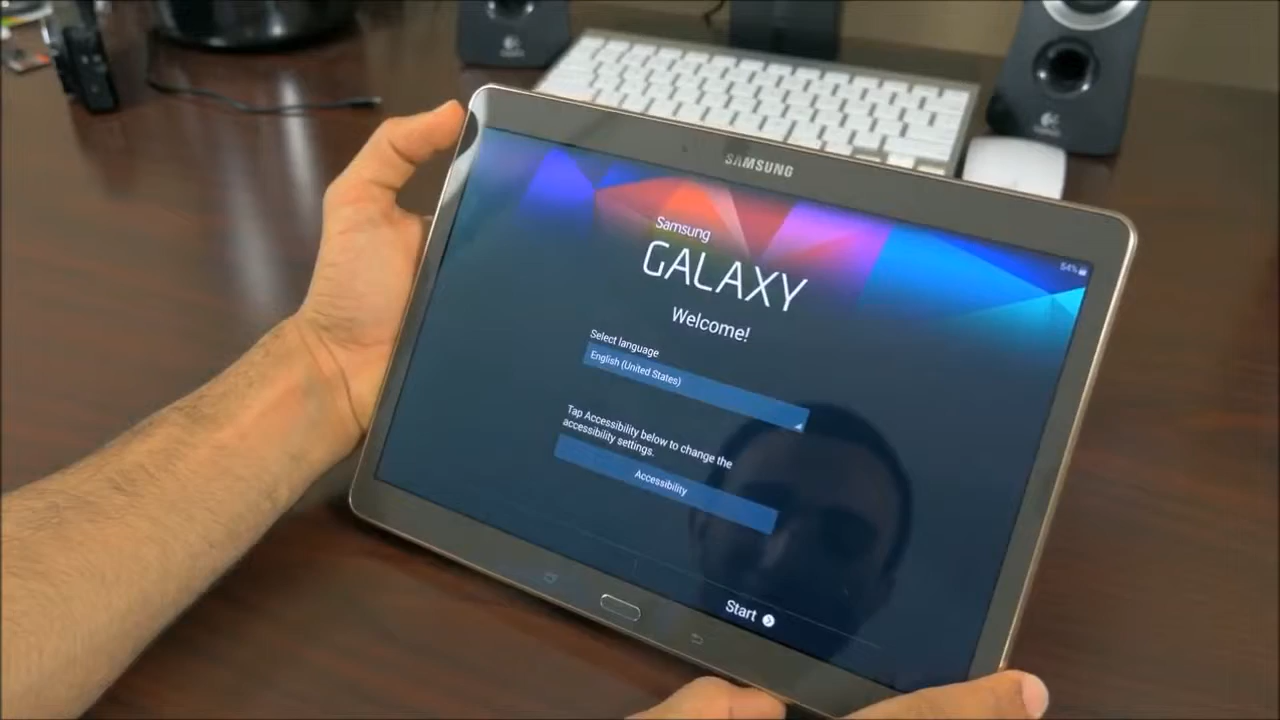 SAMSUNG
54%
Samsung
GALAXY
Welcome!
Select language
English (United States)
Tap Accessibility below to change the
accessibility settings.
Accessibility
Start